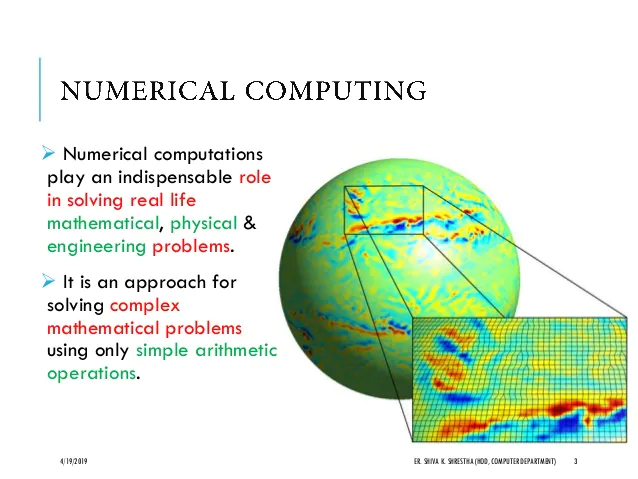 NUMERICAL COMPUTING
➢ Numerical computations
play an indispensable role
in solving real life
mathematical, physical &
engineering problems.
➢ It is an approach for
solving complex
mathematical problems
using only simple arithmetic
operations.
4/19/2019
ER. SHIVA K. SHRESTHA (HOD, COMPUTER DEPARTMENT)
3